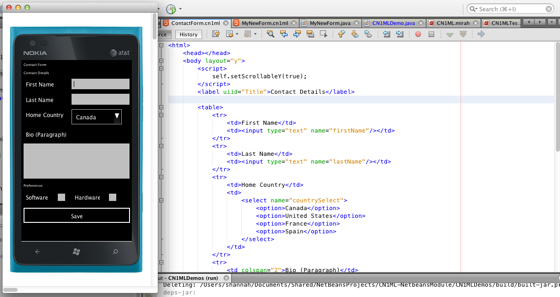 Search (⌘+I)
ContactForm.cn1ml
MyNewForm.cn1ml
MyNewForm.java
CN1MLDemo.java
CN1ML.mirah
CN1MLTes
rce
History
NOKIA
at&t
Contact Form
Contact Details
First Name
Last Name
Home Country
Canada
Bio (Paragraph)
Preferences
Software
Hardware
Save
<html>
<head></head>
<body layout="y">
<script>
self.setScrollableY(true);
</script>
<label uiid="Title">Contact Details</label>
<table>
<tr>
<td>First Name</td>
<td><input type="text" name="firstName"/></td>
</tr>
<tr>
<td>Last Name</td>
<td><input type="text" name="lastName"/></td>
</tr>
<tr>
<td>Home Country</td>
<td>
<select name="countrySelect">
<option>Canada</option>
<option>United States</option>
<option>France</option>
<option>Spain</option>
</select>
</td>
</tr>
<tr>
<td colspan="2">Bio (Paragraph)</td>
ut - CN1MLDemos (run)
Deleting: /Users/shannah/Documents/Shared/NetBeansProjects/CN1ML-NetbeansModule/CN1MLDemos/build/built-jar
deps-jar: